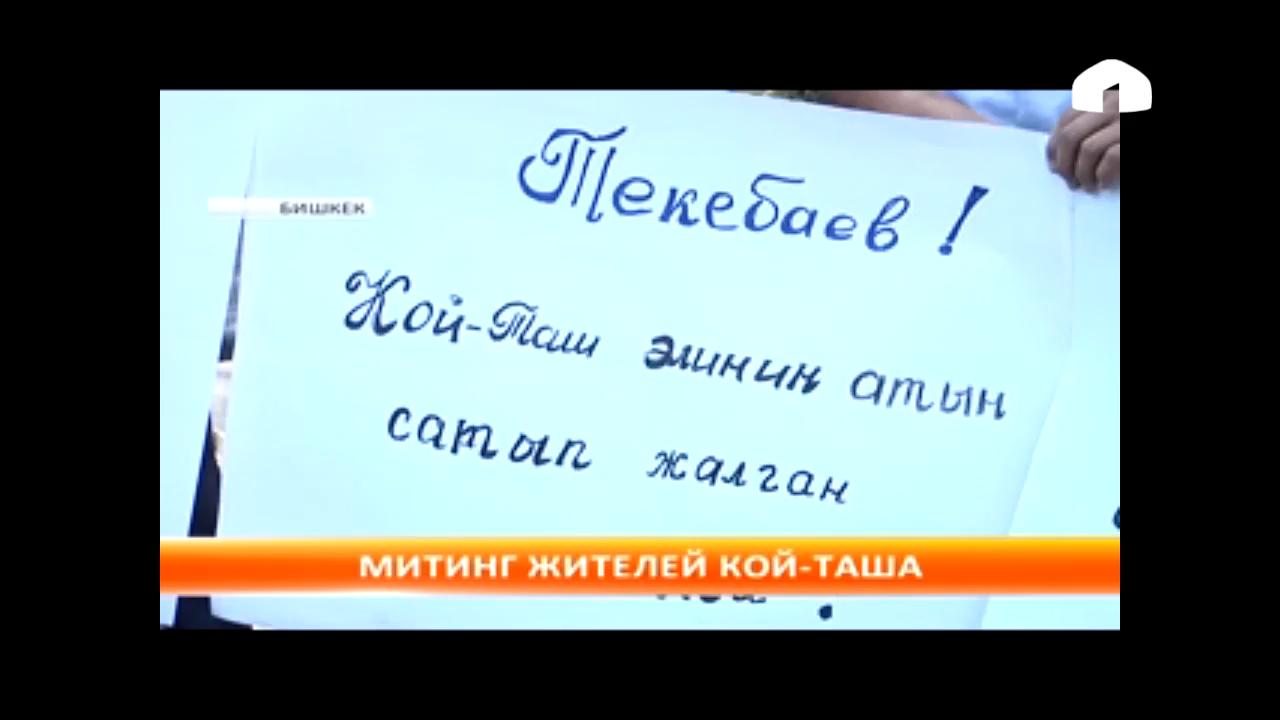 Текебаев!
БИШКЕК
Кой-Таш элинин атын
сатып жалган
МИТИНГ ЖИТЕЛЕЙ КОЙ-ТАША